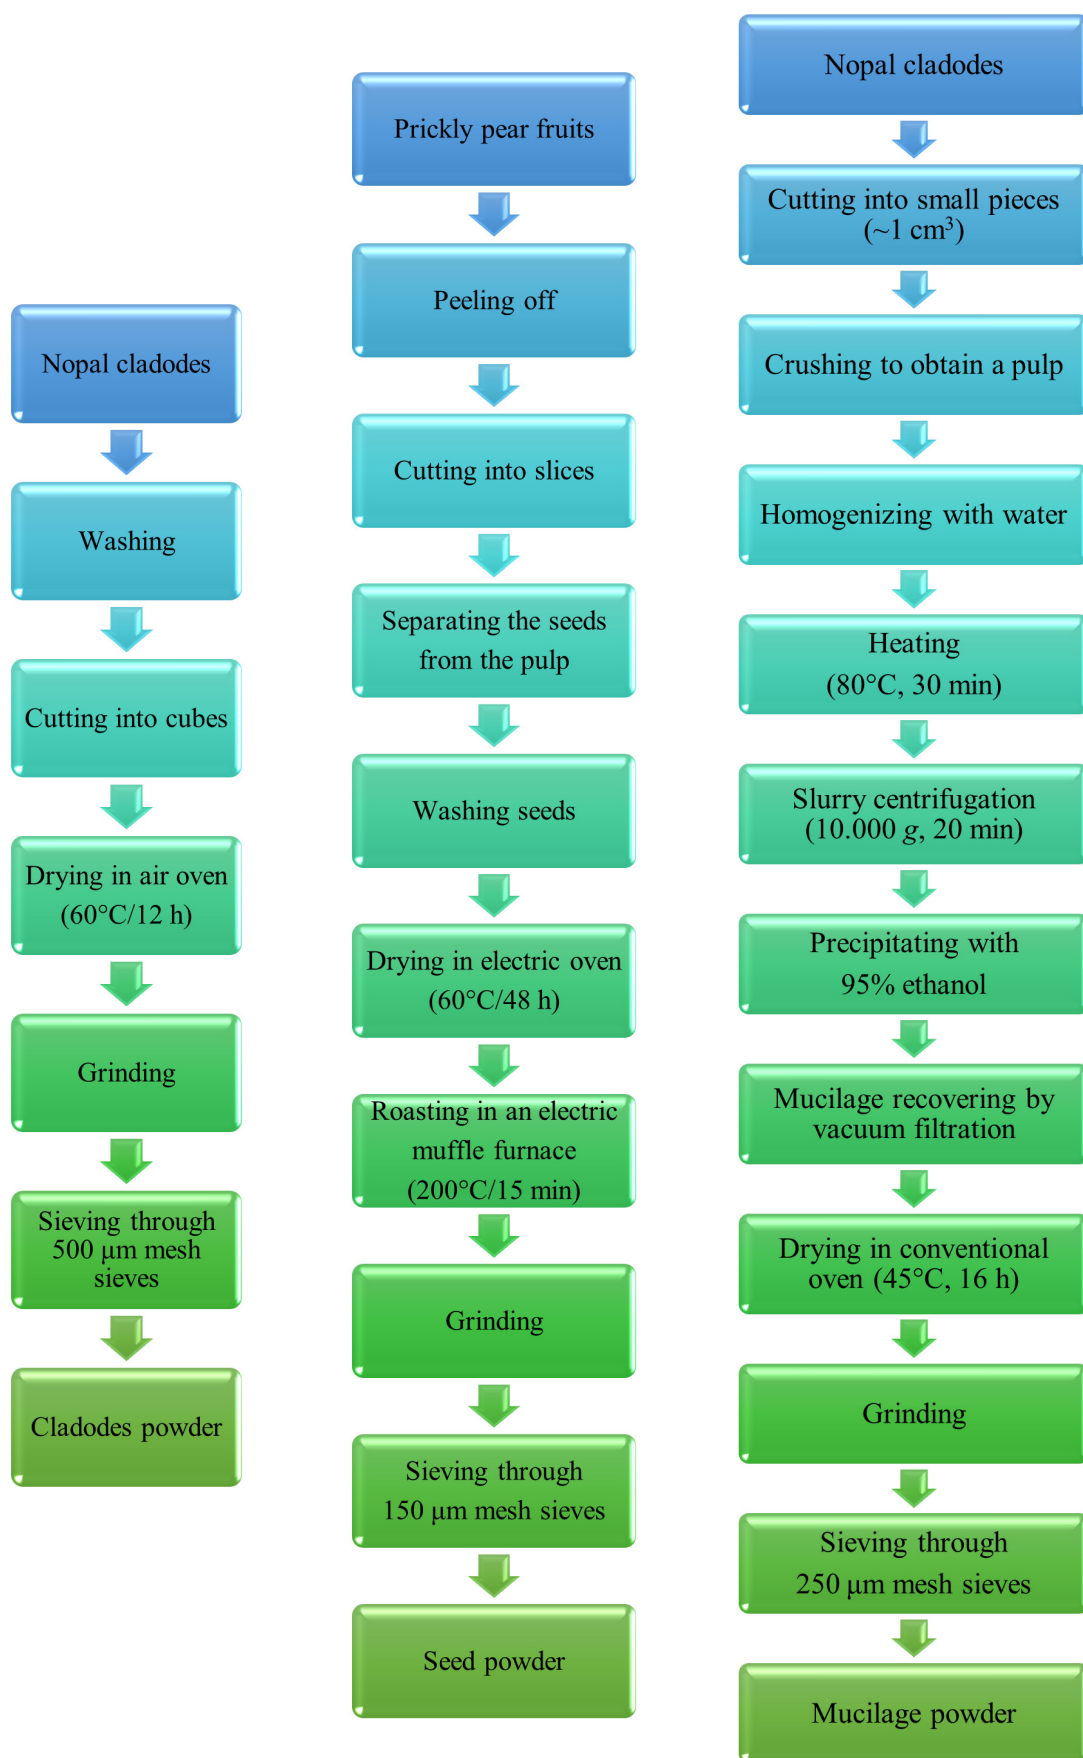 Nopal cladodes
Washing
Cutting into cubes
Drying in air oven
(60°C/12 h)
Grinding
Sieving through
500 µm mesh
sieves
Cladodes powder
Prickly pear fruits
Peeling off
Cutting into slices
Separating the seeds
from the pulp
Washing seeds
Drying in electric oven
(60°C/48 h)
Roasting in an electric
muffle furnace
(200°C/15 min)
Grinding
Sieving through
150 µm mesh sieves
Seed powder
Nopal cladodes
Cutting into small pieces
(~1 cm³)
Crushing to obtain a pulp
Homogenizing with water
Heating
(80°C, 30 min)
Slurry centrifugation
(10.000 g, 20 min)
Precipitating with
95% ethanol
Mucilage recovering by
vacuum filtration
Drying in conventional
oven (45°C, 16 h)
Grinding
Sieving through
250 µm mesh sieves
Mucilage powder